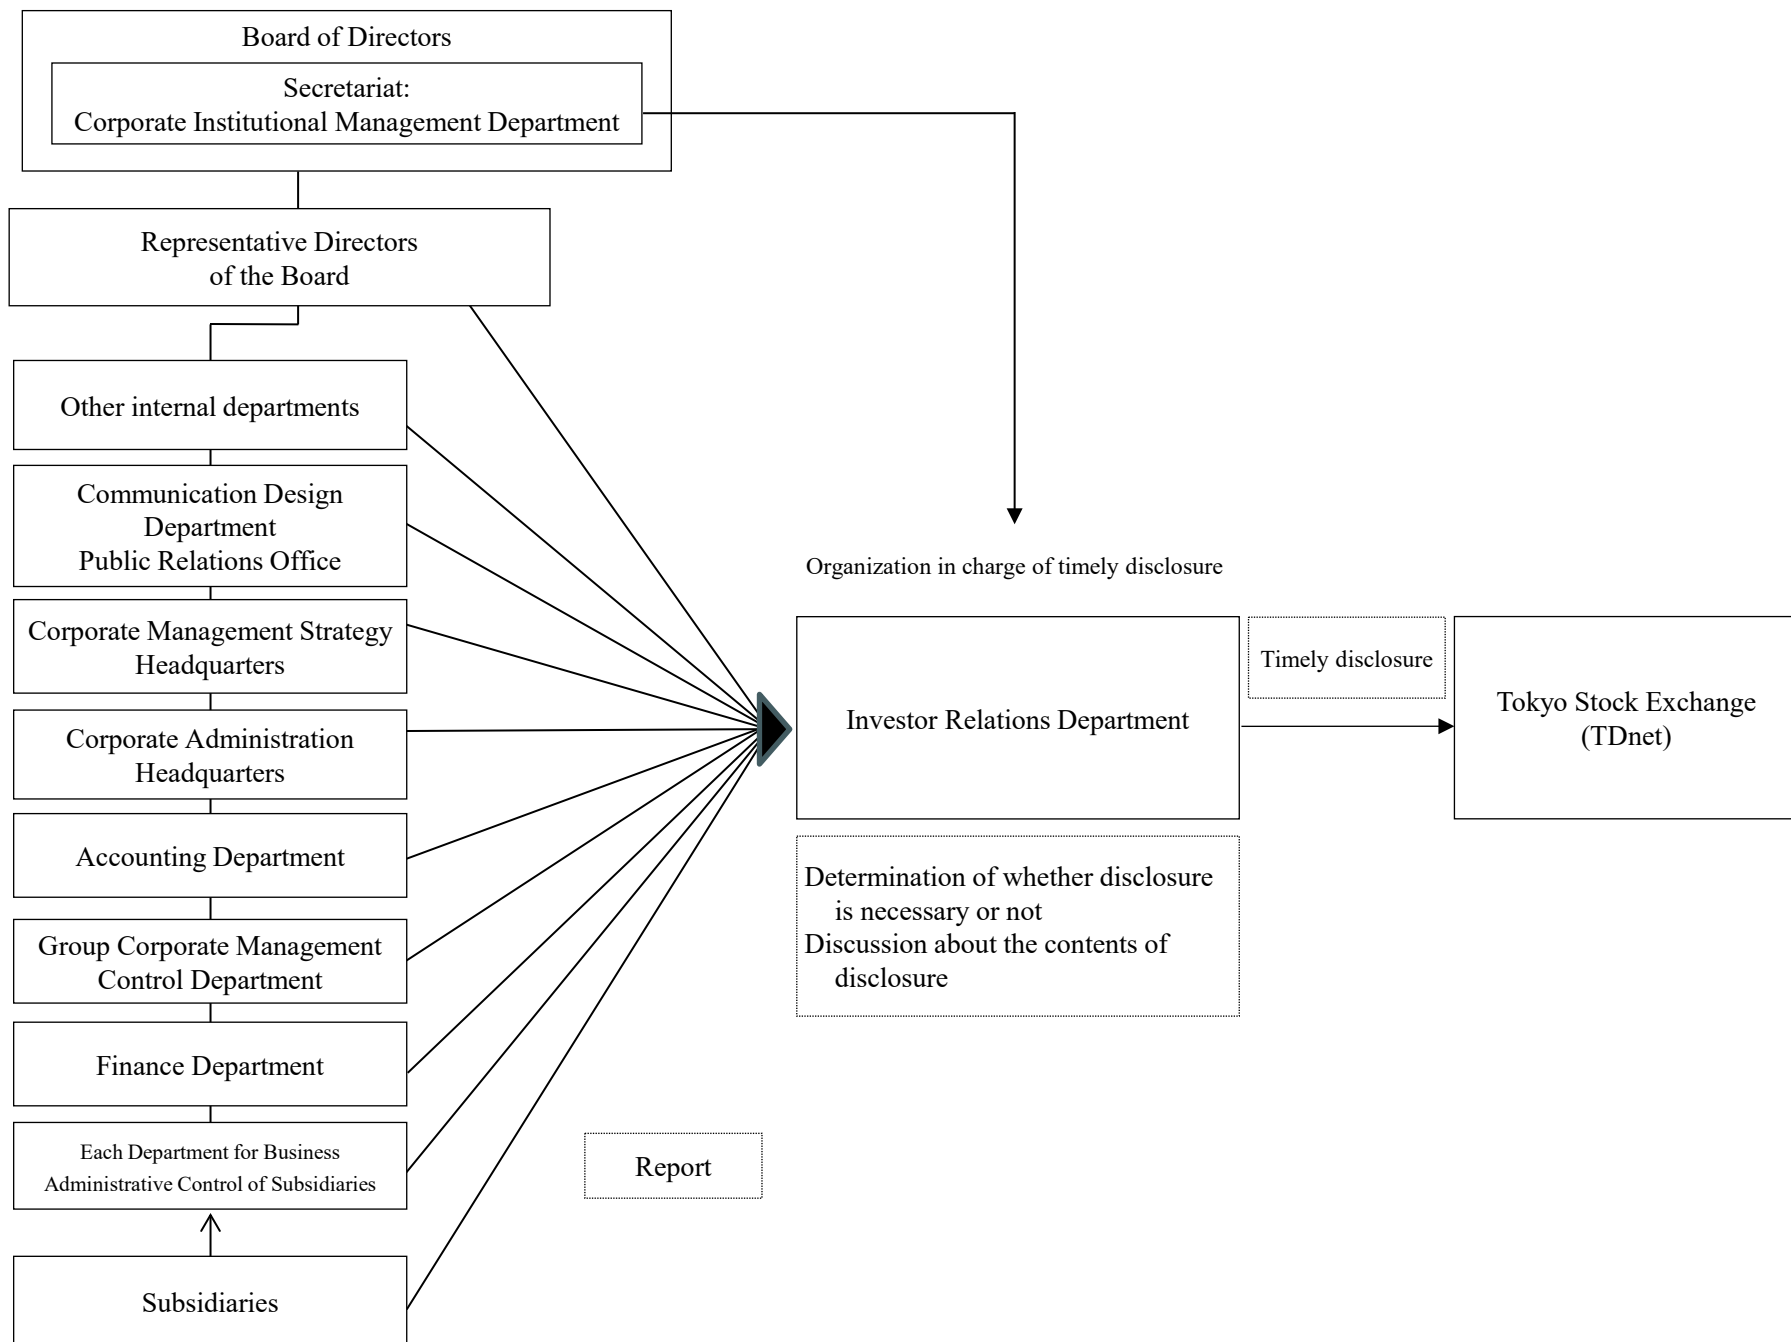 Board of Directors
Secretariat:
Corporate Institutional Management Department
Representative Directors
of the Board
Other internal departments
Communication Design
Department
Public Relations Office
Corporate Management Strategy
Headquarters
Corporate Administration
Headquarters
Accounting Department
Group Corporate Management
Control Department
Finance Department
Each Department for Business
Administrative Control of Subsidiaries
Subsidiaries
Report
Organization in charge of timely disclosure
Investor Relations Department
Determination of whether disclosure
is necessary or not
Discussion about the contents of
disclosure
Timely disclosure
Tokyo Stock Exchange
(TDnet)